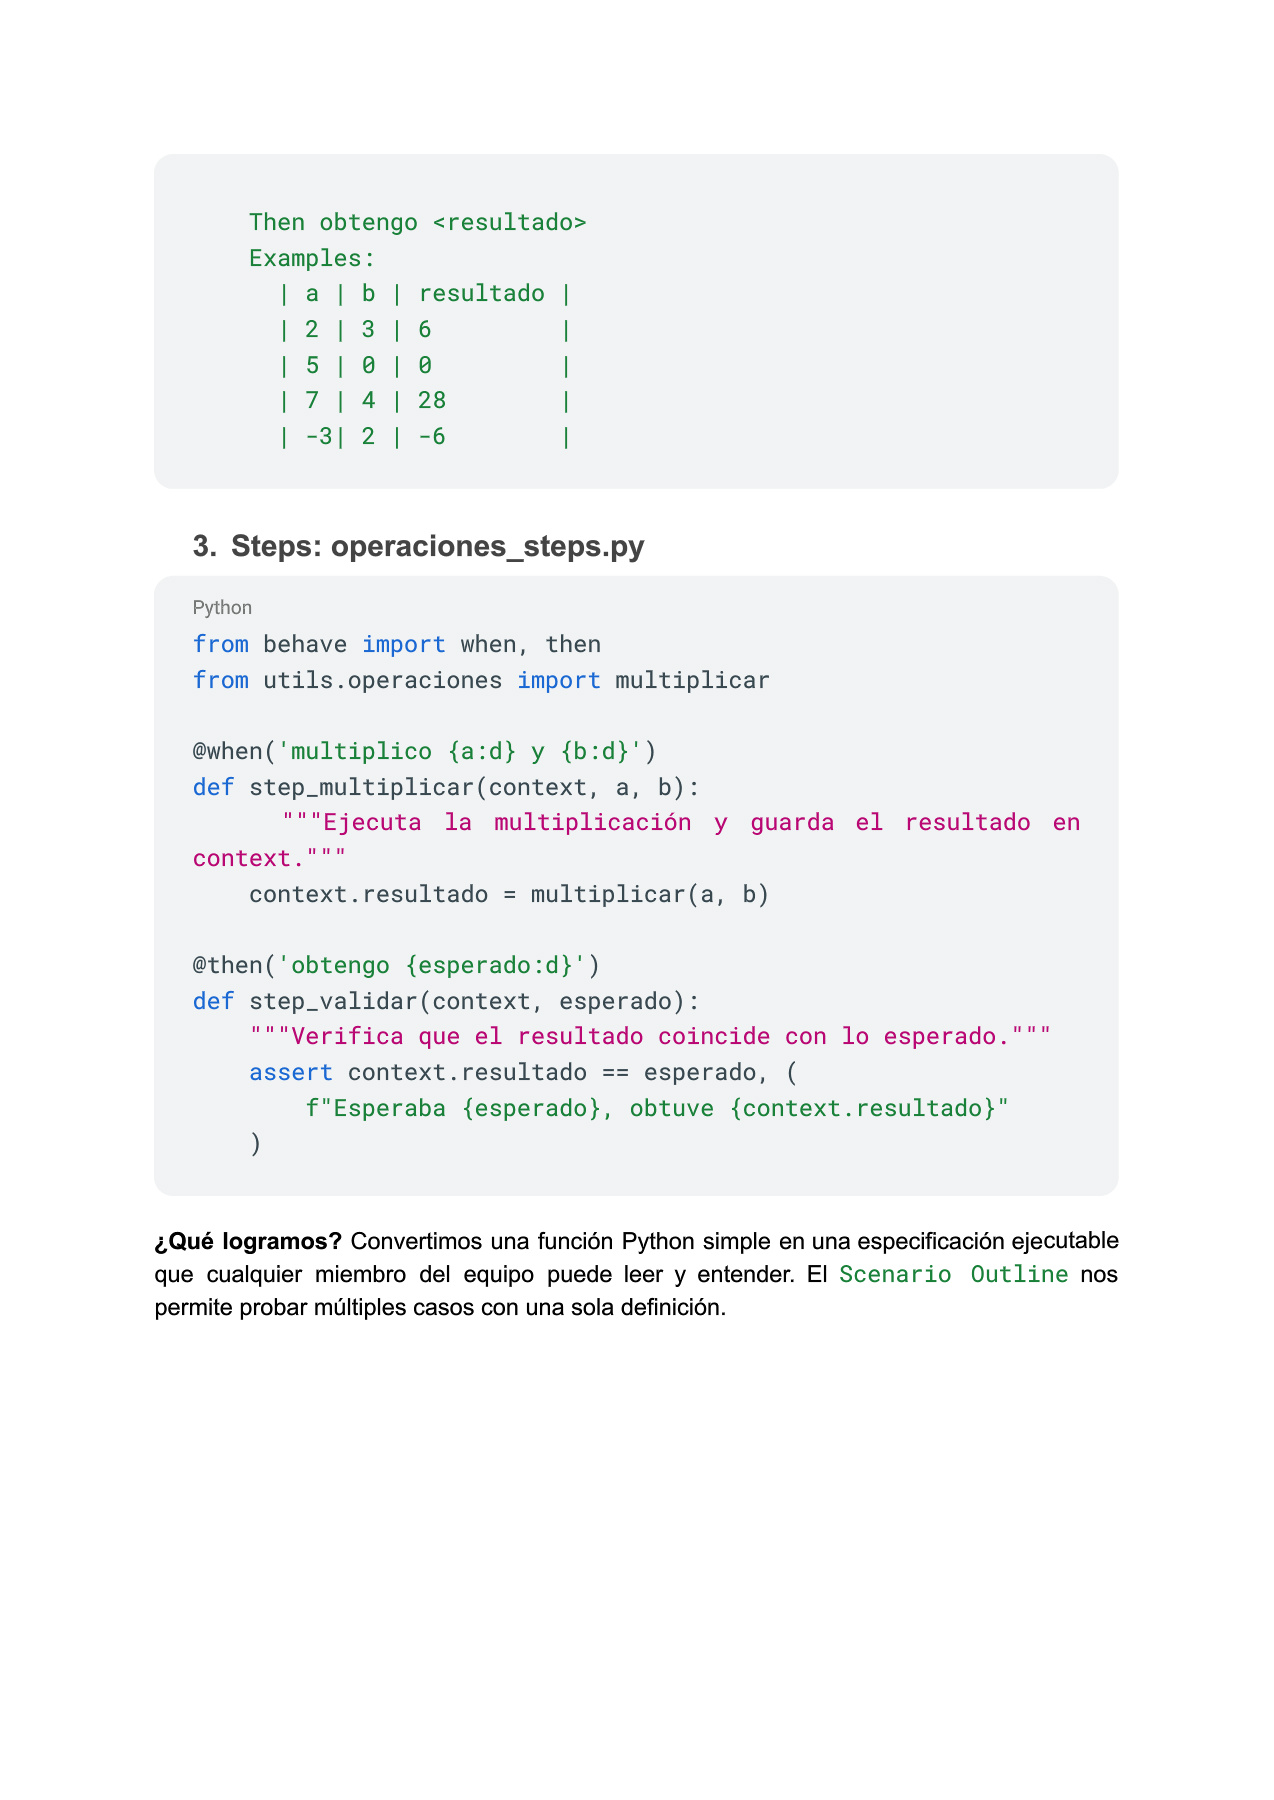 Then obtengo <resultado>
Examples:
| a | b | resultado |
| 2 | 3 | 6 |
| 5 | 0 | 0 |
| 7 | 4 | 28 |
| -3| 2 | -6 |
3. Steps: operaciones_steps.py
Python
from behave import when, then
from utils.operaciones import multiplicar
@when('multiplico {a:d} y {b:d}')
def step_multiplicar(context, a, b):
"""Ejecuta la multiplicación y guarda el resultado en
context."""
context.resultado = multiplicar(a, b)
@then('obtengo {esperado:d}')
def step_validar(context, esperado):
"""Verifica que el resultado coincide con lo esperado."""
assert context.resultado == esperado, (
f"Esperaba {esperado}, obtuve {context.resultado}"
)
¿Qué logramos? Convertimos una función Python simple en una especificación ejecutable
que cualquier miembro del equipo puede leer y entender. El Scenario Outline nos
permite probar múltiples casos con una sola definición.